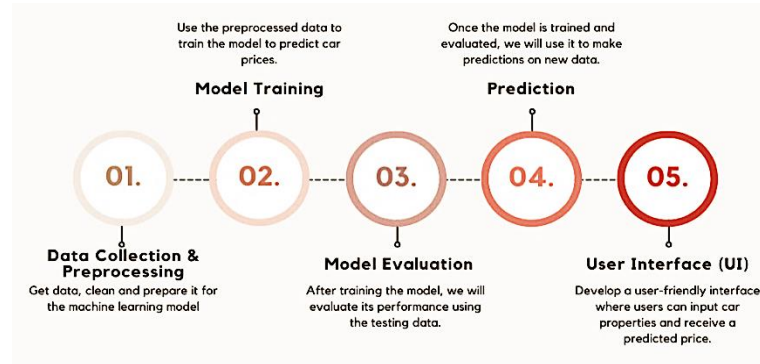 Use the preprocessed data to
train the model to predict car
prices.
Model Training
Once the model is trained and
evaluated, we will use it to make
predictions on new data.
Prediction
01.
02.
03.
04.
05.
Data Collection &
Preprocessing
Get data, clean and prepare it for
the machine learning model
Model Evaluation
After training the model, we will
evaluate its performance using
the testing data.
User Interface (UI)
Develop a user-friendly interface
where users can input car
properties and receive a
predicted price.